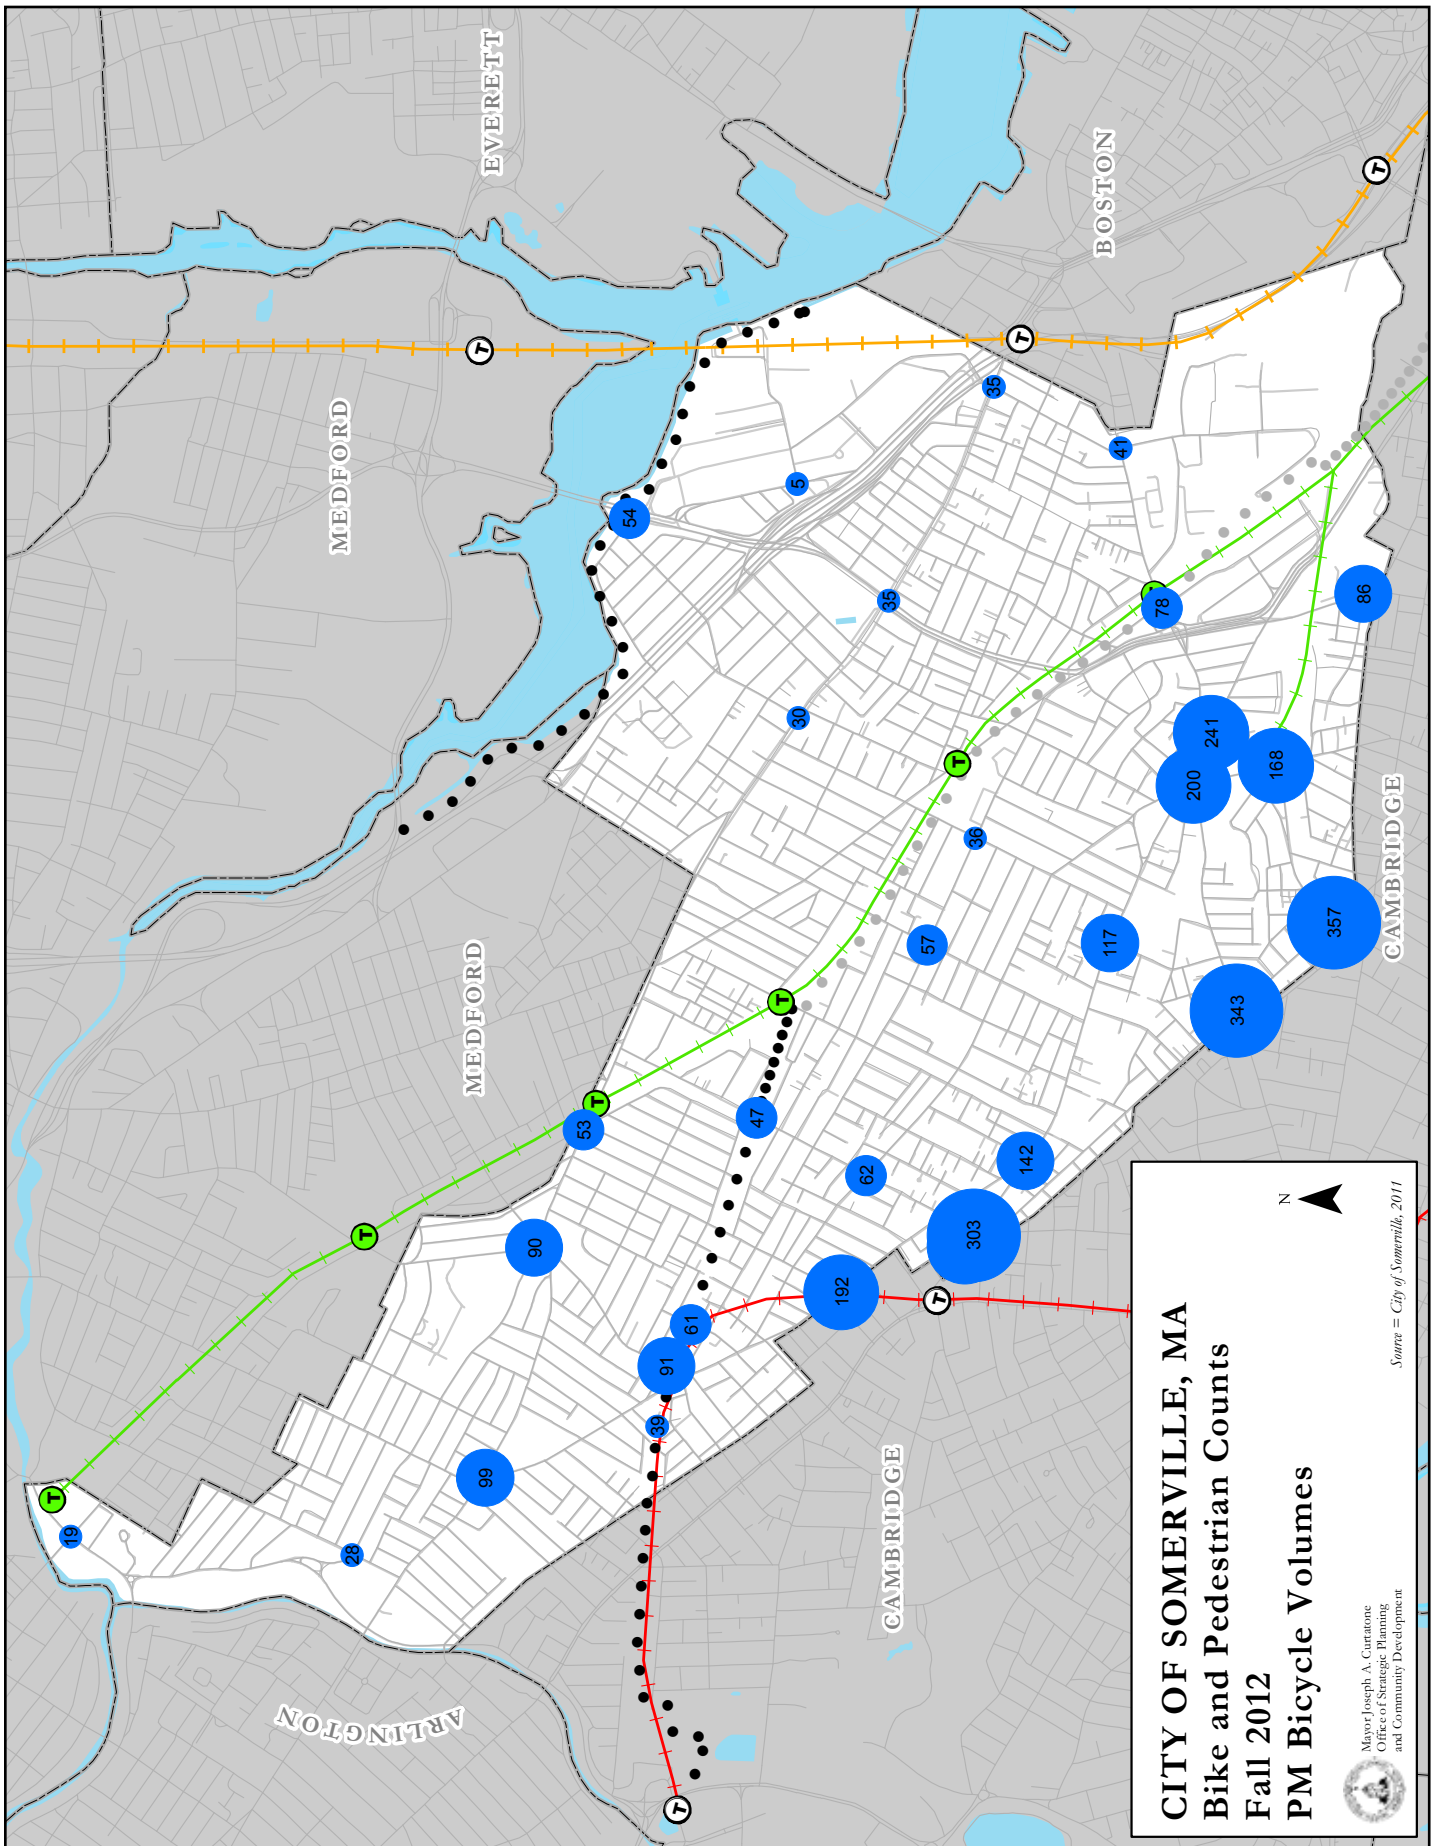 ARLINGTON
MEDFORD
MEDFORD
EVERETT
BOSTON
CAMBRIDGE
CAMBRIDGE
T
T
T
T
T
T
T
T
T
T
T
19
28
99
90
53
39
91
61
47
192
62
303
142
57
117
343
357
36
30
200
241
168
35
78
86
54
5
35
41
CITY OF SOMERVILLE, MA
Bike and Pedestrian Counts
Fall 2012
PM Bicycle Volumes
N
Mayor Joseph A. Curtatone
Office of Strategic Planning
and Community Development
Source = City of Somerville, 2011